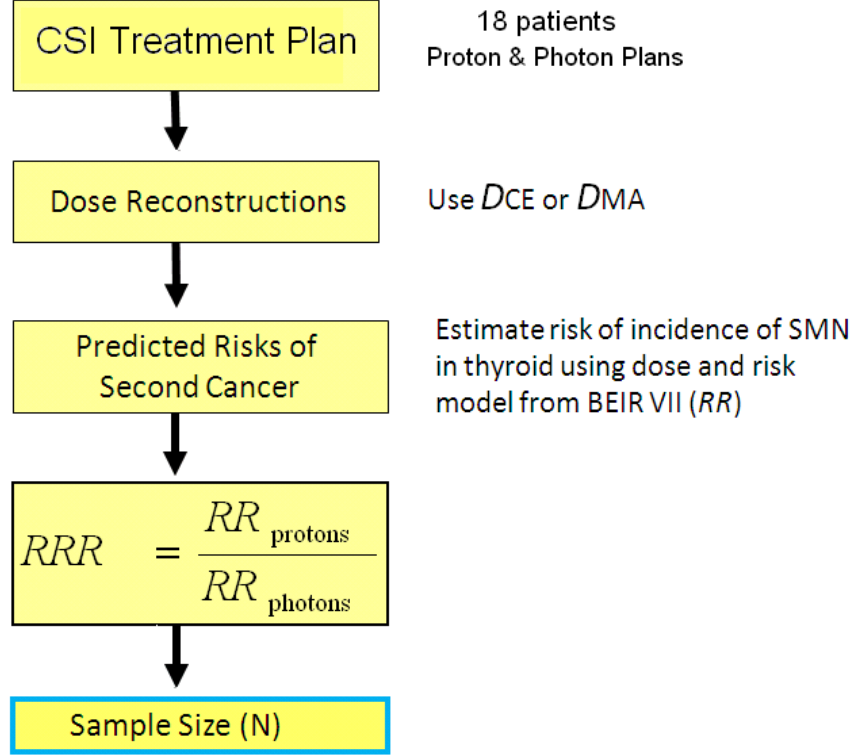 CSI Treatment Plan
18 patients
Proton & Photon Plans
Dose Reconstructions
Use DCE or DMA
Predicted Risks of
Second Cancer
Estimate risk of incidence of SMN
in thyroid using dose and risk
model from BEIR VII (RR)
RRR = RR protons
RR photons
Sample Size (N)